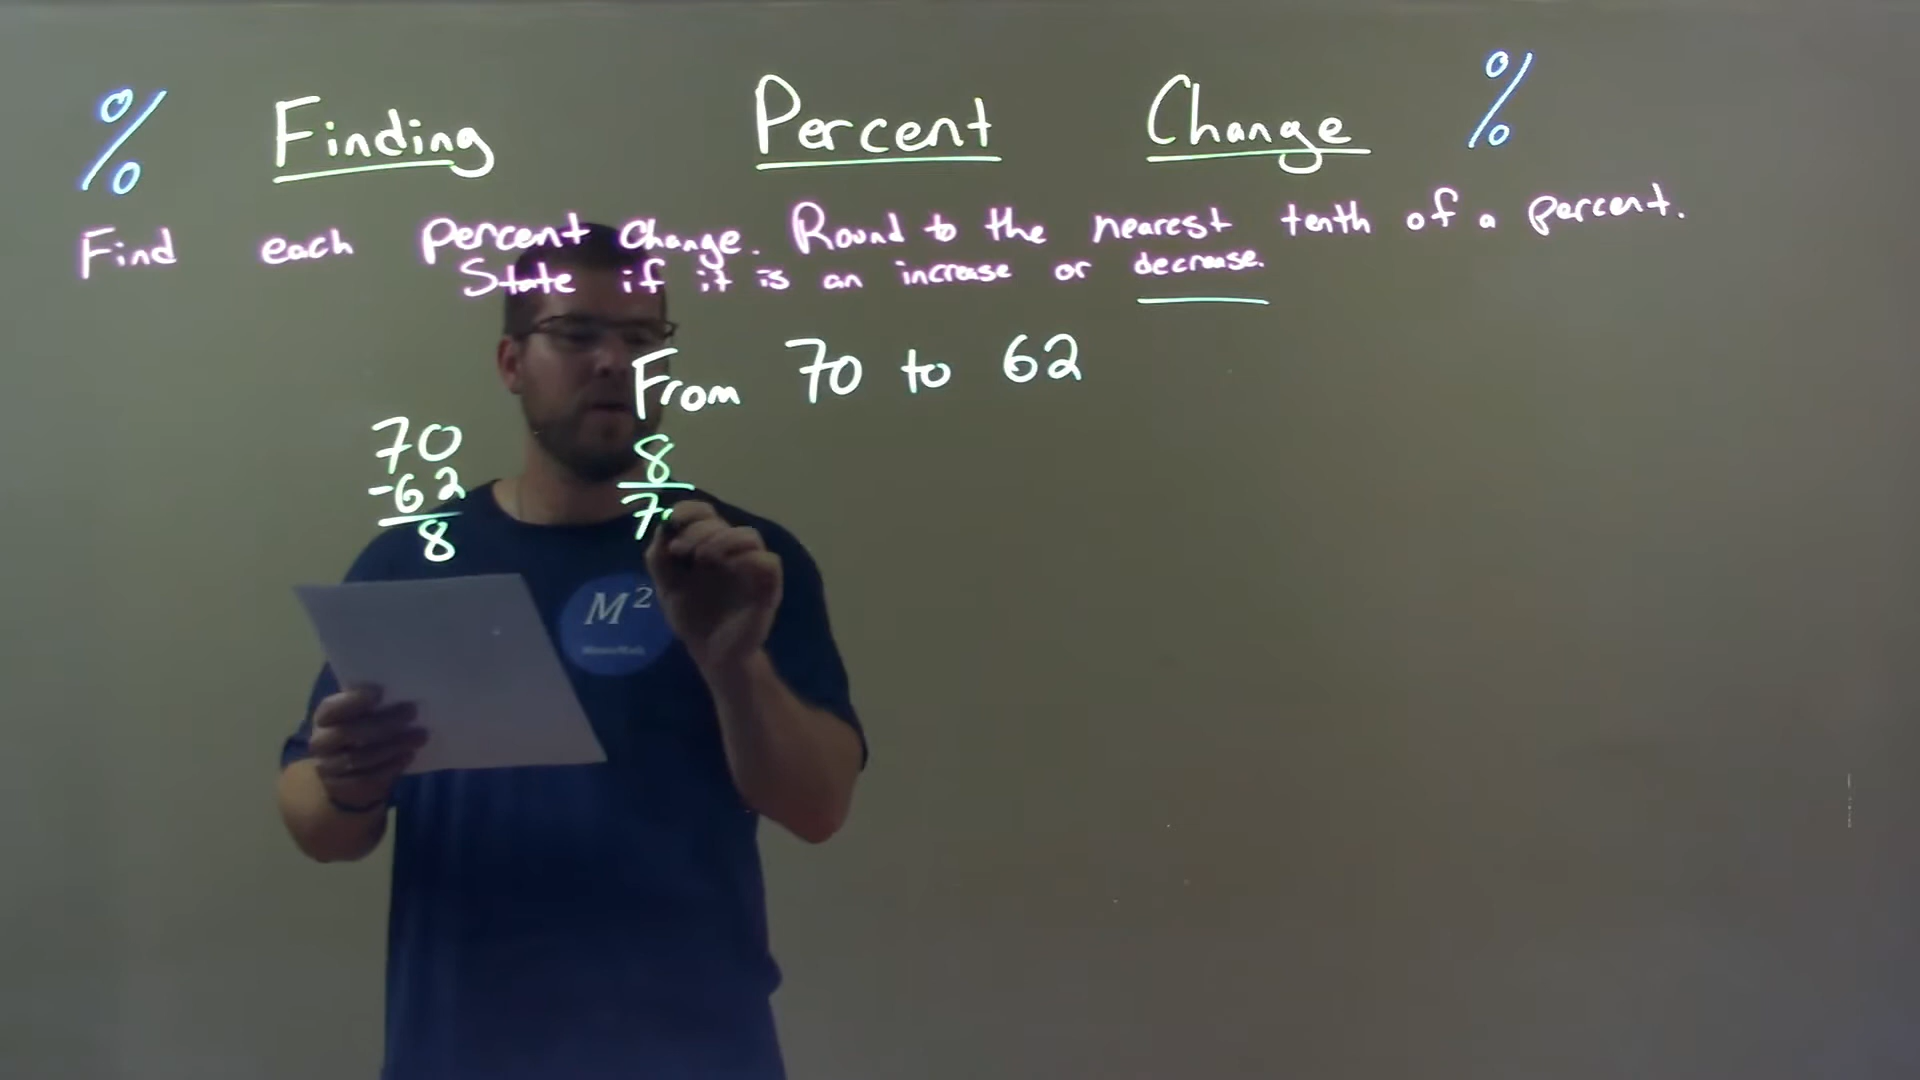 % Finding Percent Change %
Find each percent change. Round to the nearest tenth of a percent.
State if it is an increase or decrease.
From 70 to 62
70
-62
8
8
7
M²